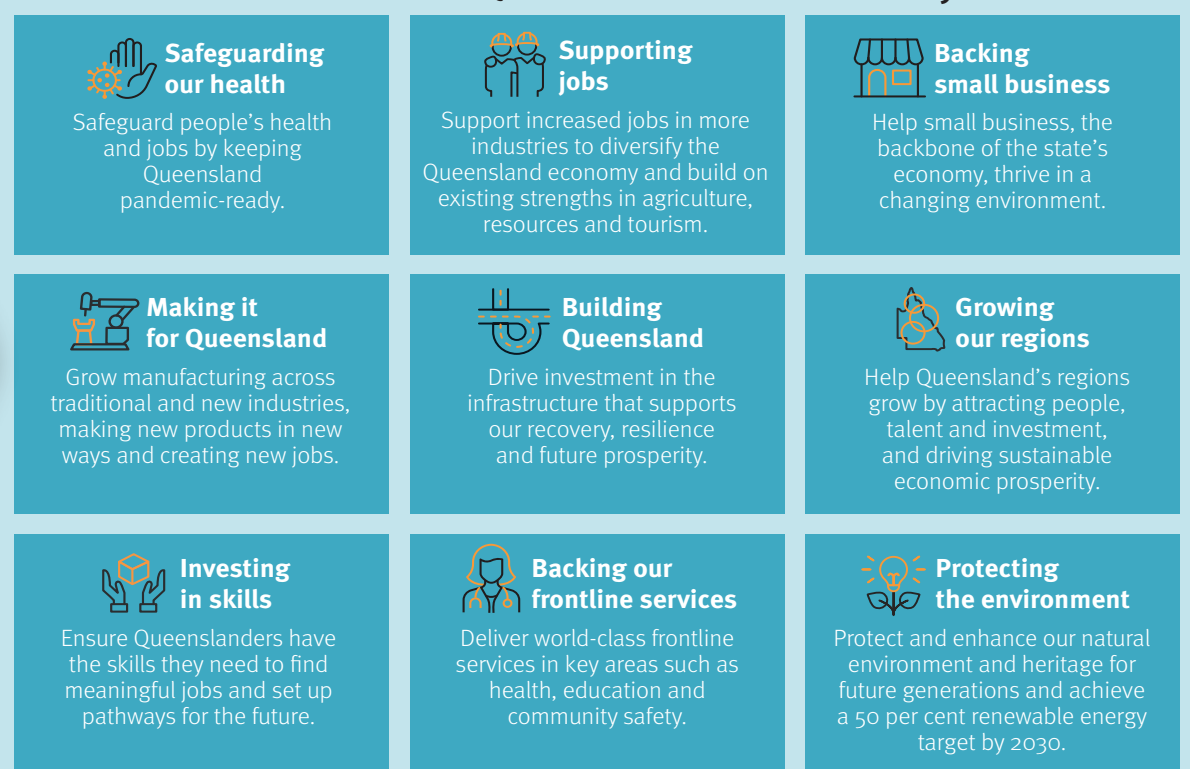 Safeguarding
our health
Safeguard people's health
and jobs by keeping
Queensland
pandemic-ready.
Supporting
jobs
Support increased jobs in more
industries to diversify the
Queensland economy and build on
existing strengths in agriculture,
resources and tourism.
Backing
small business
Help small business, the
backbone of the state's
economy, thrive in a
changing environment.
Making it
for Queensland
Grow manufacturing across
traditional and new industries,
making new products in new
ways and creating new jobs.
Building
Queensland
Drive investment in the
infrastructure that supports
our recovery, resilience
and future prosperity.
Growing
our regions
Help Queensland's regions
grow by attracting people,
talent and investment,
and driving sustainable
economic prosperity.
Investing
in skills
Ensure Queenslanders have
the skills they need to find
meaningful jobs and set up
pathways for the future.
Backing our
frontline services
Deliver world-class frontline
services in key areas such as
health, education and
community safety.
Protecting
the environment
Protect and enhance our natural
environment and heritage for
future generations and achieve
a 50 per cent renewable energy
target by 2030.